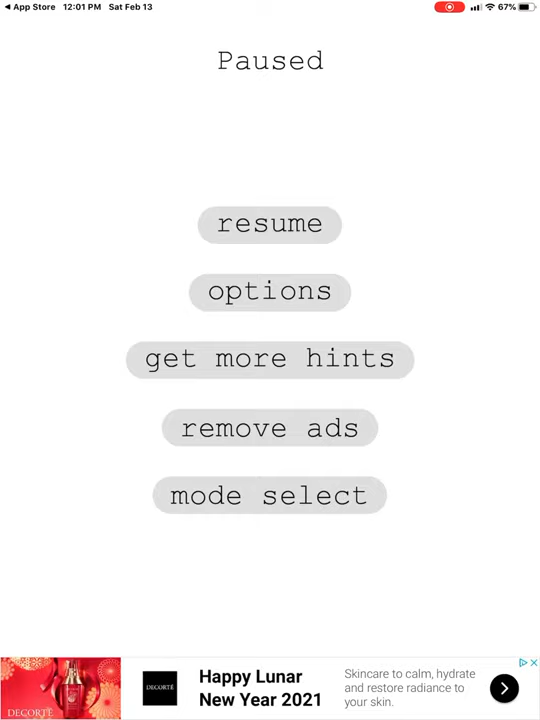 App Store 12:01 PM Sat Feb 13 67%
Paused
resume
options
get more hints
remove ads
mode select
DECORTÉ
DECORTÉ
Happy Lunar
New Year 2021
Skincare to calm, hydrate
and restore radiance to
your skin.